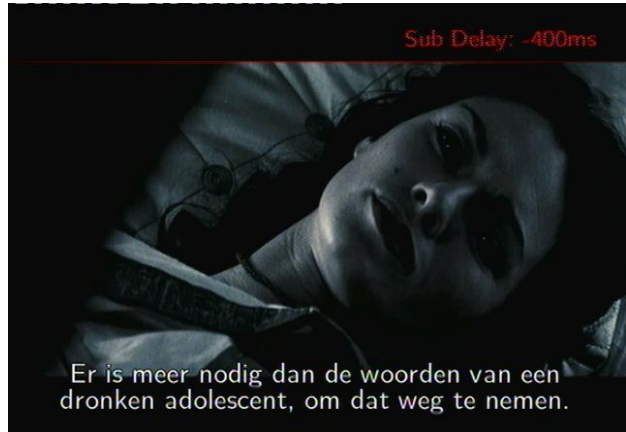 Sub Delay: -400ms
Er is meer nodig dan de woorden van een
dronken adolescent, om dat weg te nemen.